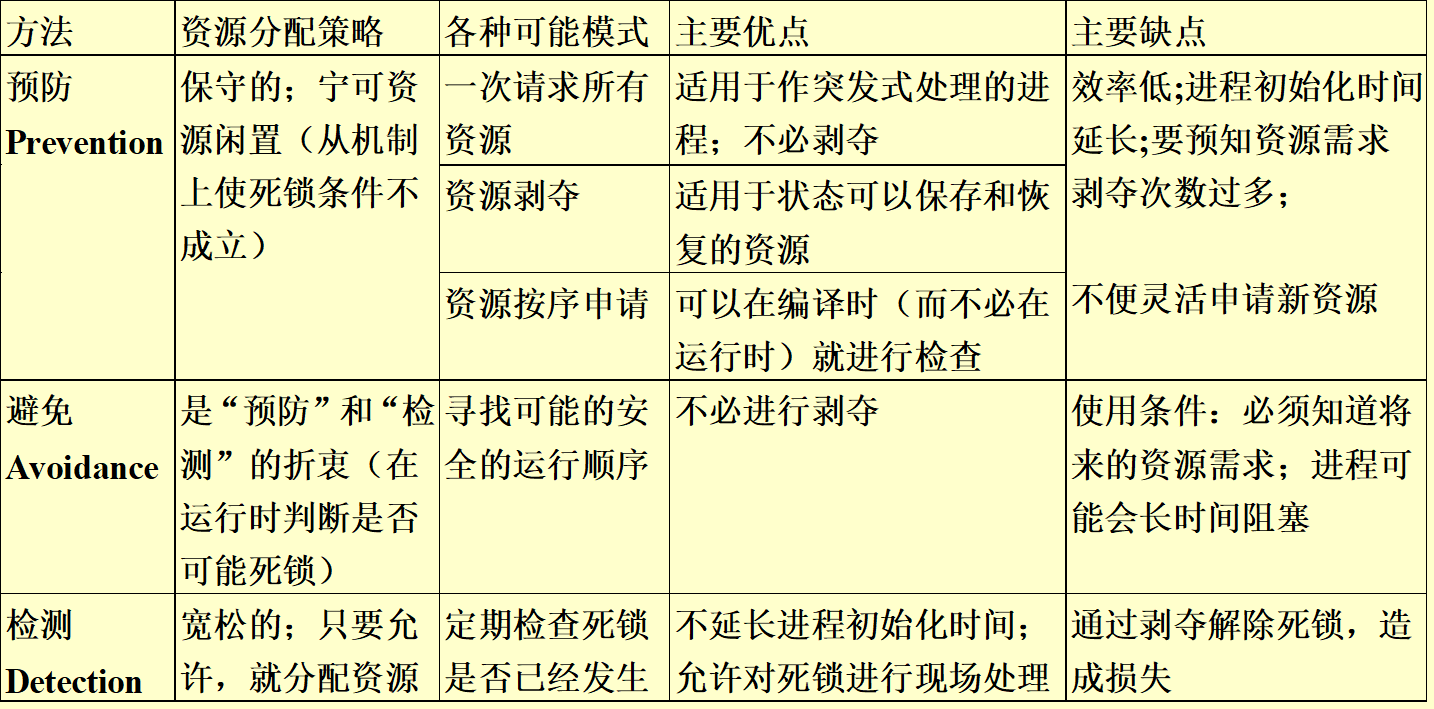 方法
资源分配策略
各种可能模式
主要优点
主要缺点
预防
Prevention
保守的；宁可资
源闲置（从机制
上使死锁条件不
成立）
一次请求所有
资源
适用于作突发式处理的进
程；不必剥夺
效率低;进程初始化时间
延长;要预知资源需求
剥夺次数过多；
不便灵活申请新资源
资源剥夺
适用于状态可以保存和恢
复的资源
资源按序申请
可以在编译时（而不必在
运行时）就进行检查
避免
Avoidance
是“预防”和“检
测”的折衷（在
运行时判断是否
可能死锁）
寻找可能的安
全的运行顺序
不必进行剥夺
使用条件：必须知道将
来的资源需求；进程可
能会长时间阻塞
检测
Detection
宽松的；只要允
许，就分配资源
定期检查死锁
是否已经发生
不延长进程初始化时间；
允许对死锁进行现场处理
通过剥夺解除死锁，造
成损失